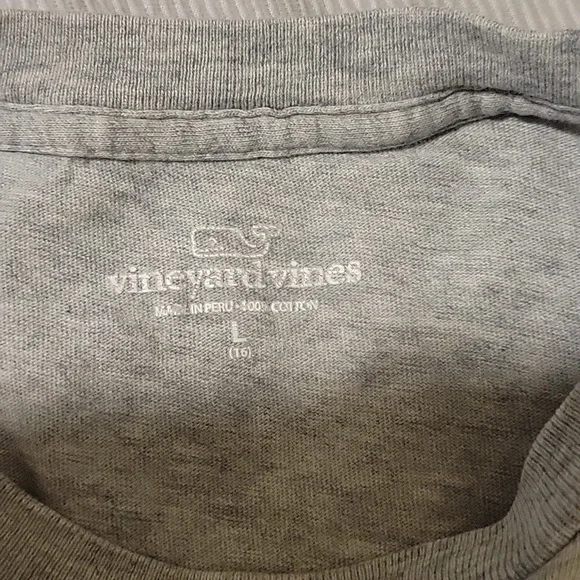 vineyard vines
MADE IN PERU • 100% COTTON
L
(16)